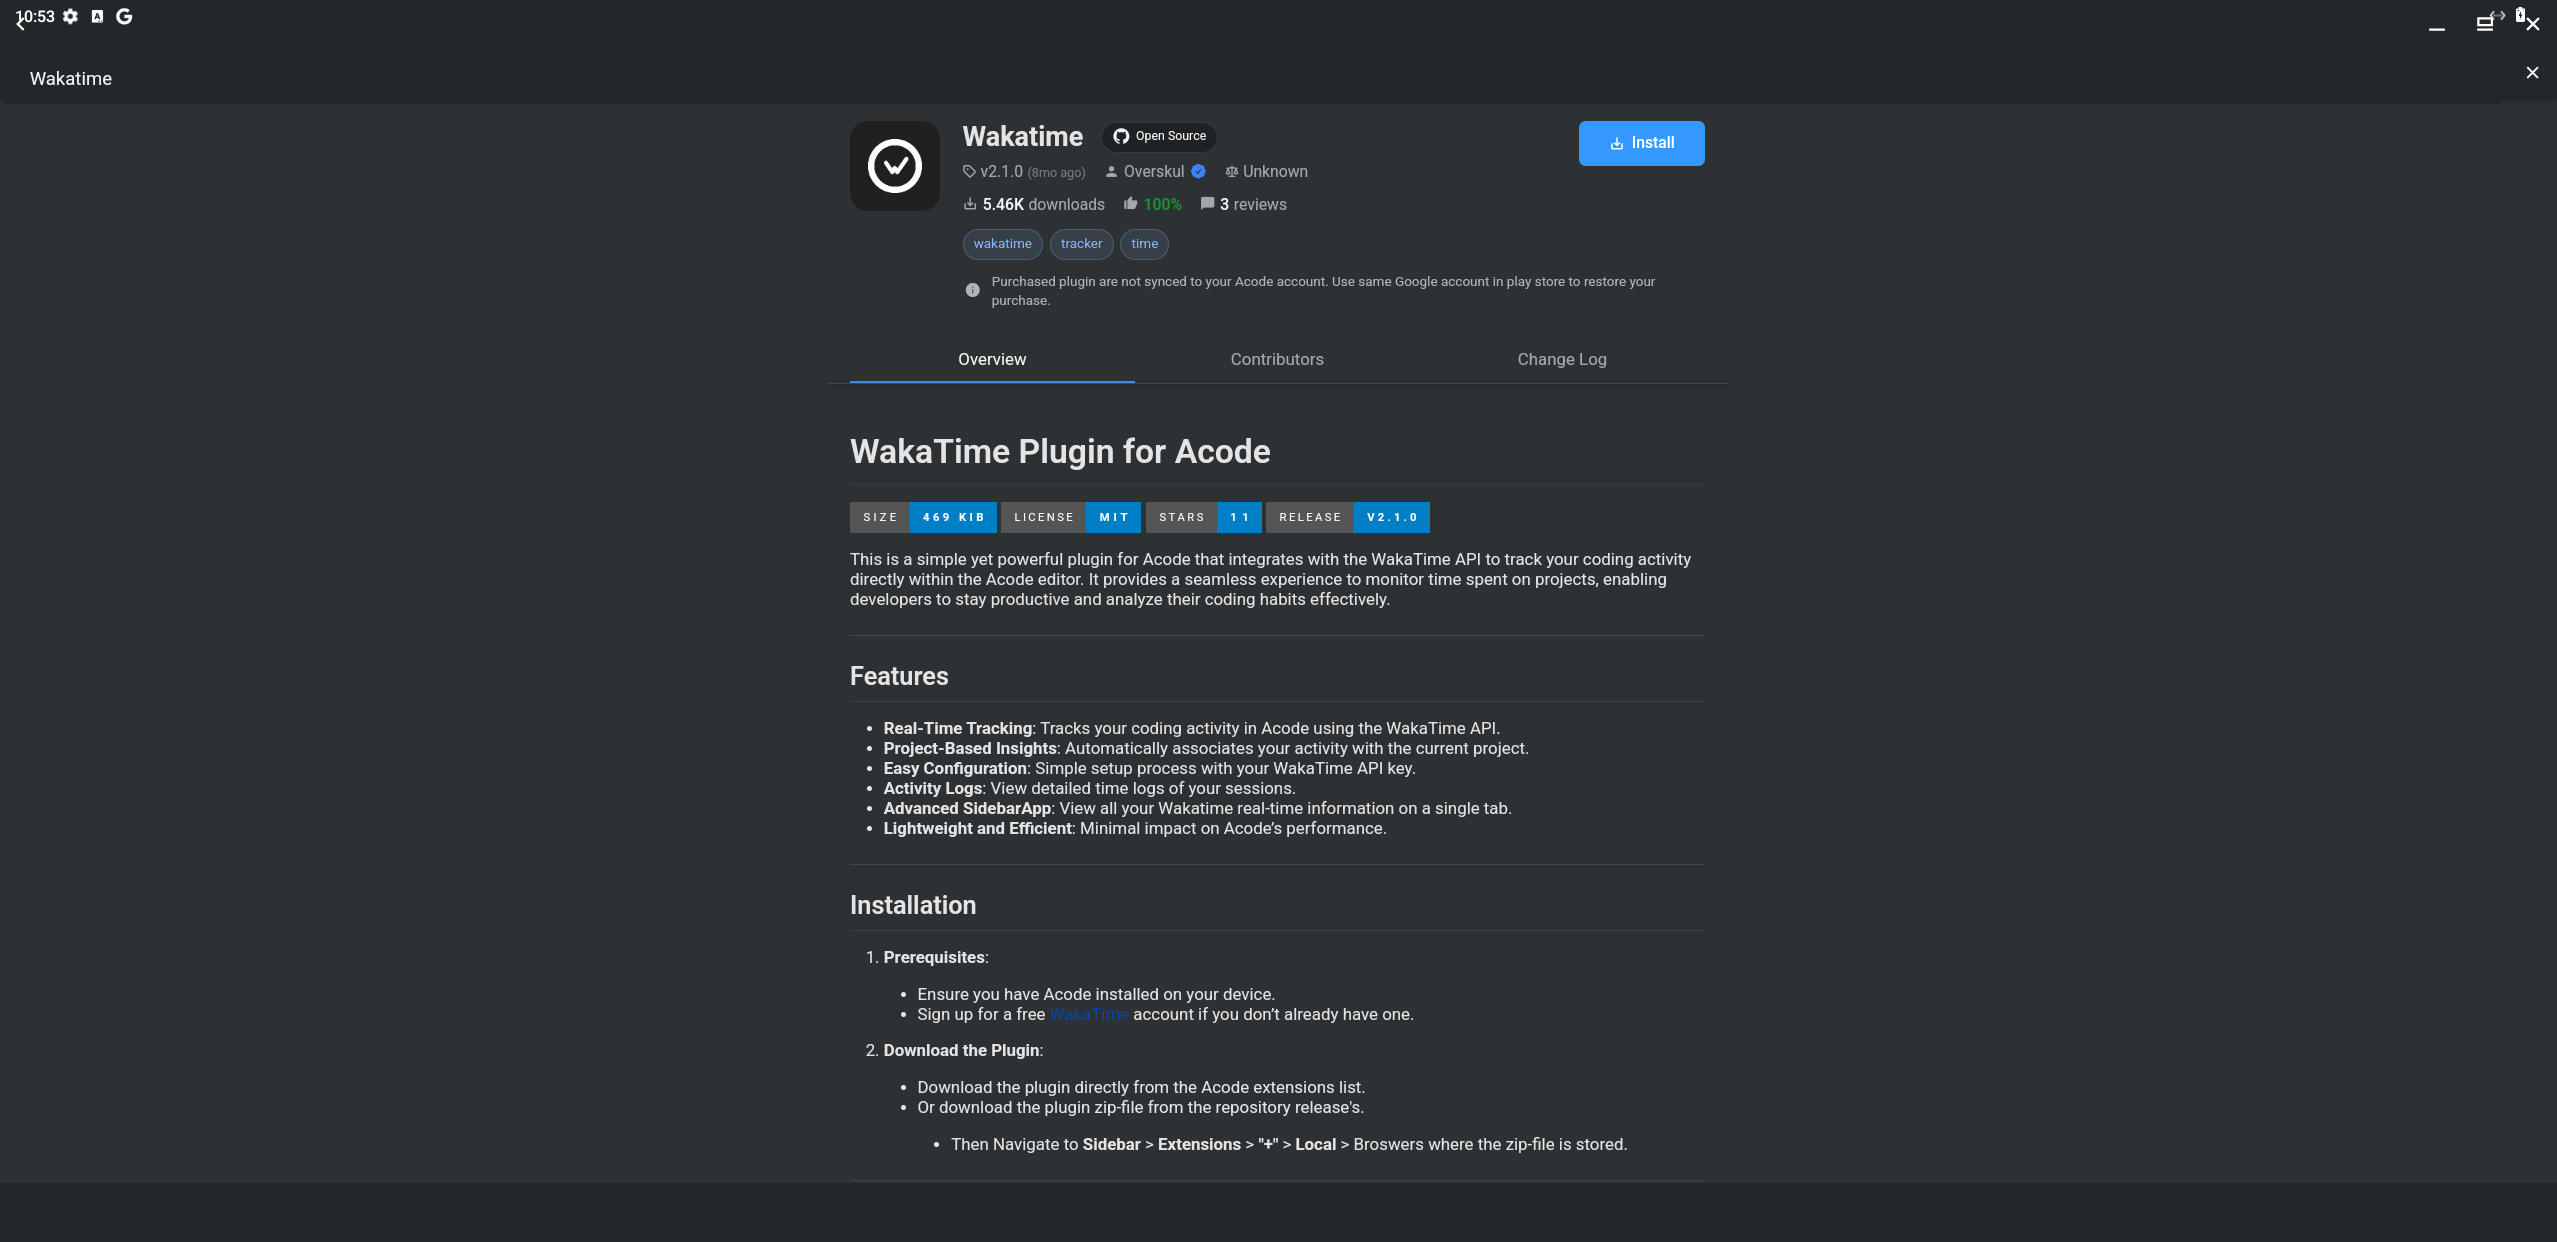 10:53
Wakatime
Wakatime Open Source
Install
v2.1.0 (8mo ago) Overskul Unknown
5.46K downloads 100% 3 reviews
wakatime tracker time
Purchased plugin are not synced to your Acode account. Use same Google account in play store to restore your
purchase.
Overview Contributors Change Log
WakaTime Plugin for Acode
SIZE 469 KIB LICENSE MIT STARS 11 RELEASE V2.1.0
This is a simple yet powerful plugin for Acode that integrates with the WakaTime API to track your coding activity
directly within the Acode editor. It provides a seamless experience to monitor time spent on projects, enabling
developers to stay productive and analyze their coding habits effectively.
Features
• Real-Time Tracking: Tracks your coding activity in Acode using the WakaTime API.
• Project-Based Insights: Automatically associates your activity with the current project.
• Easy Configuration: Simple setup process with your WakaTime API key.
• Activity Logs: View detailed time logs of your sessions.
• Advanced SidebarApp: View all your Wakatime real-time information on a single tab.
• Lightweight and Efficient: Minimal impact on Acode’s performance.
Installation
1. Prerequisites:
• Ensure you have Acode installed on your device.
• Sign up for a free WakaTime account if you don’t already have one.
2. Download the Plugin:
• Download the plugin directly from the Acode extensions list.
• Or download the plugin zip-file from the repository release's.
• Then Navigate to Sidebar > Extensions > "+" > Local > Broswers where the zip-file is stored.